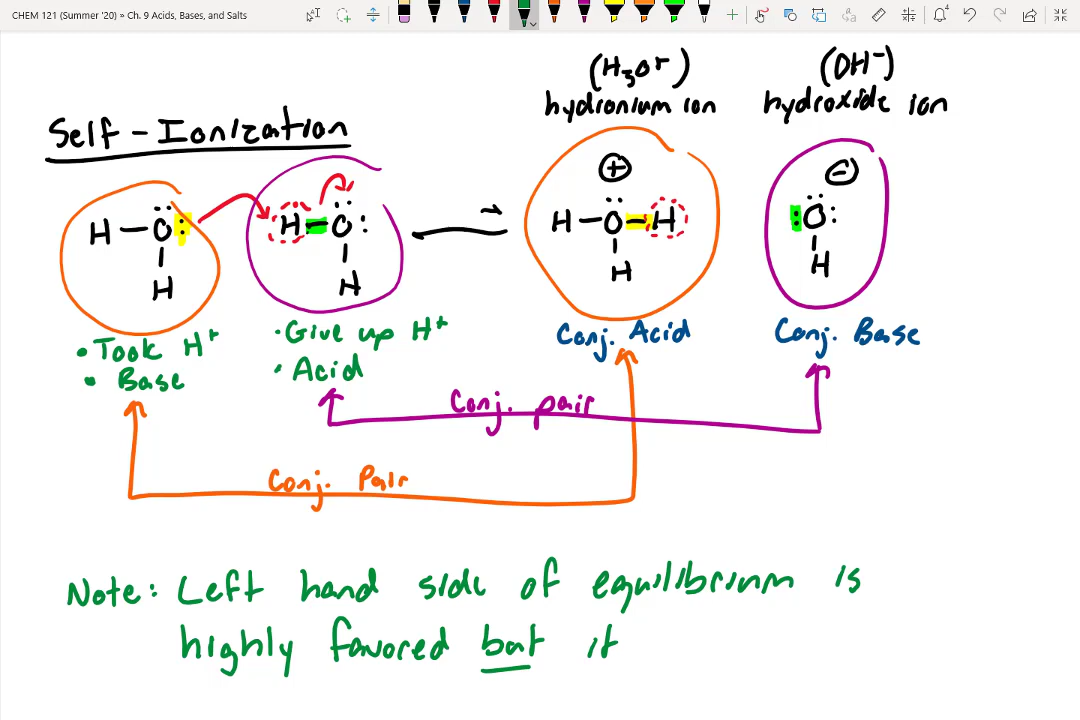 CHEM 121 (Summer '20) » Ch. 9 Acids, Bases, and Salts
(H₃O⁺)
(OH⁻)
hydronium ion
hydroxide ion
Self-Ionization
H–Ö:
H
H–Ö:
H
⊕
H–Ö–H
H
⊖
:Ö:
H
• Took H⁺
• Base
• Give up H⁺
• Acid
Conj. Acid
Conj. Base
Conj. pair
Conj. Pair
Note: Left hand side of equilibrium is
highly favored but it